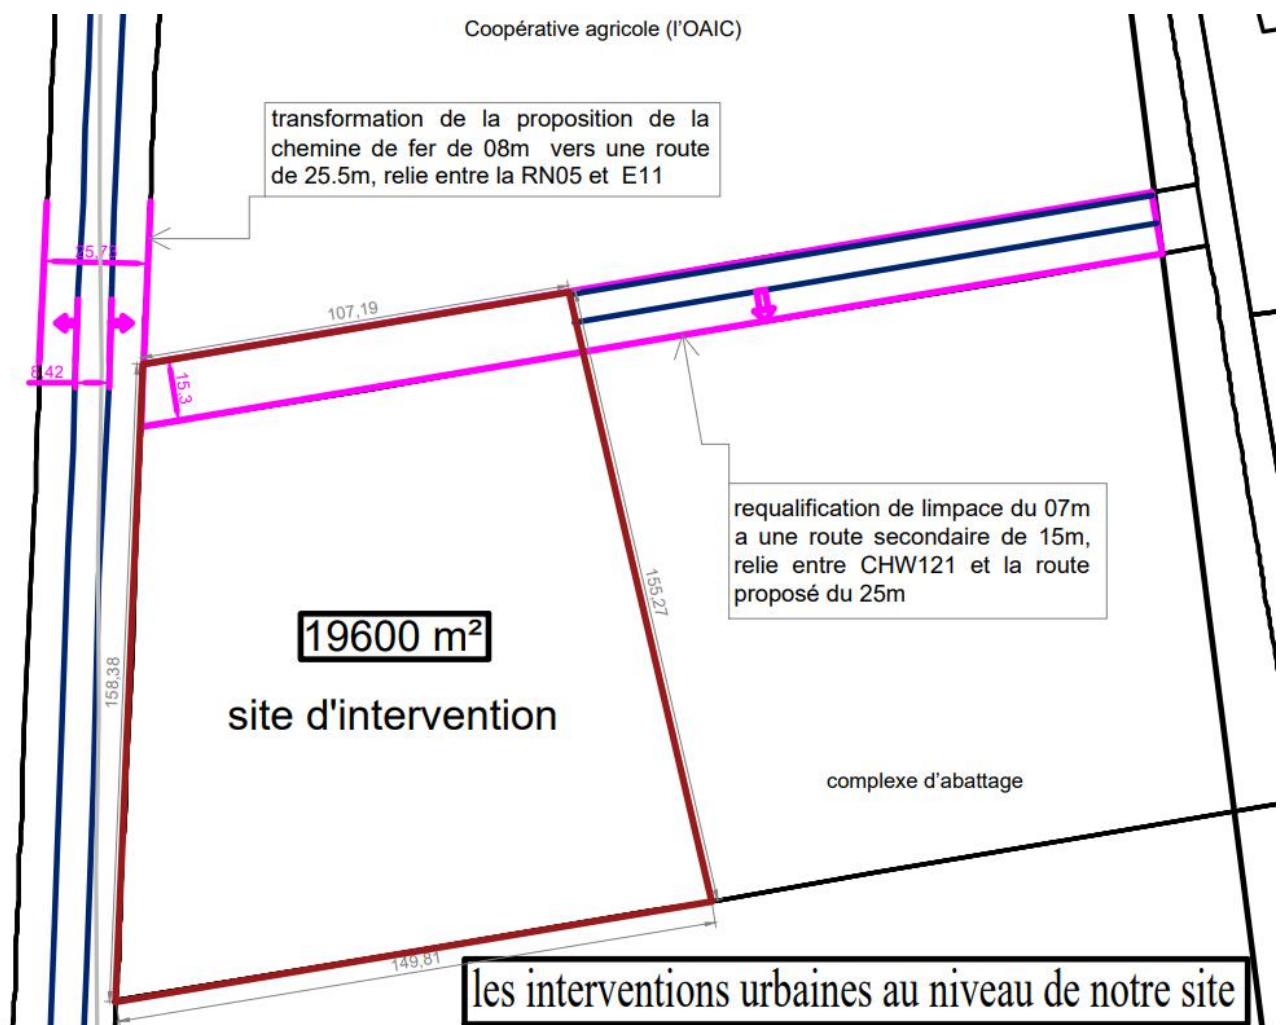 Coopérative agricole (l'OAIC)
transformation de la proposition de la
chemine de fer de 08m vers une route
de 25.5m, relie entre la RN05 et E11
107,19
8,42
15,3
requalification de limpace du 07m
a une route secondaire de 15m,
relie entre CHW121 et la route
proposé du 25m
155,27
19600 m²
158,38
site d'intervention
complexe d'abattage
149,81
les interventions urbaines au niveau de notre site